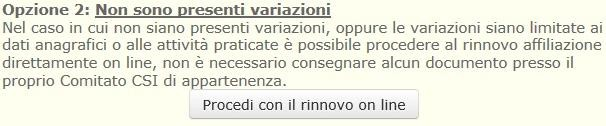 Opzione 2: Non sono presenti variazioni
Nel caso in cui non siano presenti variazioni, oppure le variazioni siano limitate ai
dati anagrafici o alle attività praticate è possibile procedere al rinnovo affiliazione
direttamente on line, non è necessario consegnare alcun documento presso il
proprio Comitato CSI di appartenenza.
Procedi con il rinnovo on line